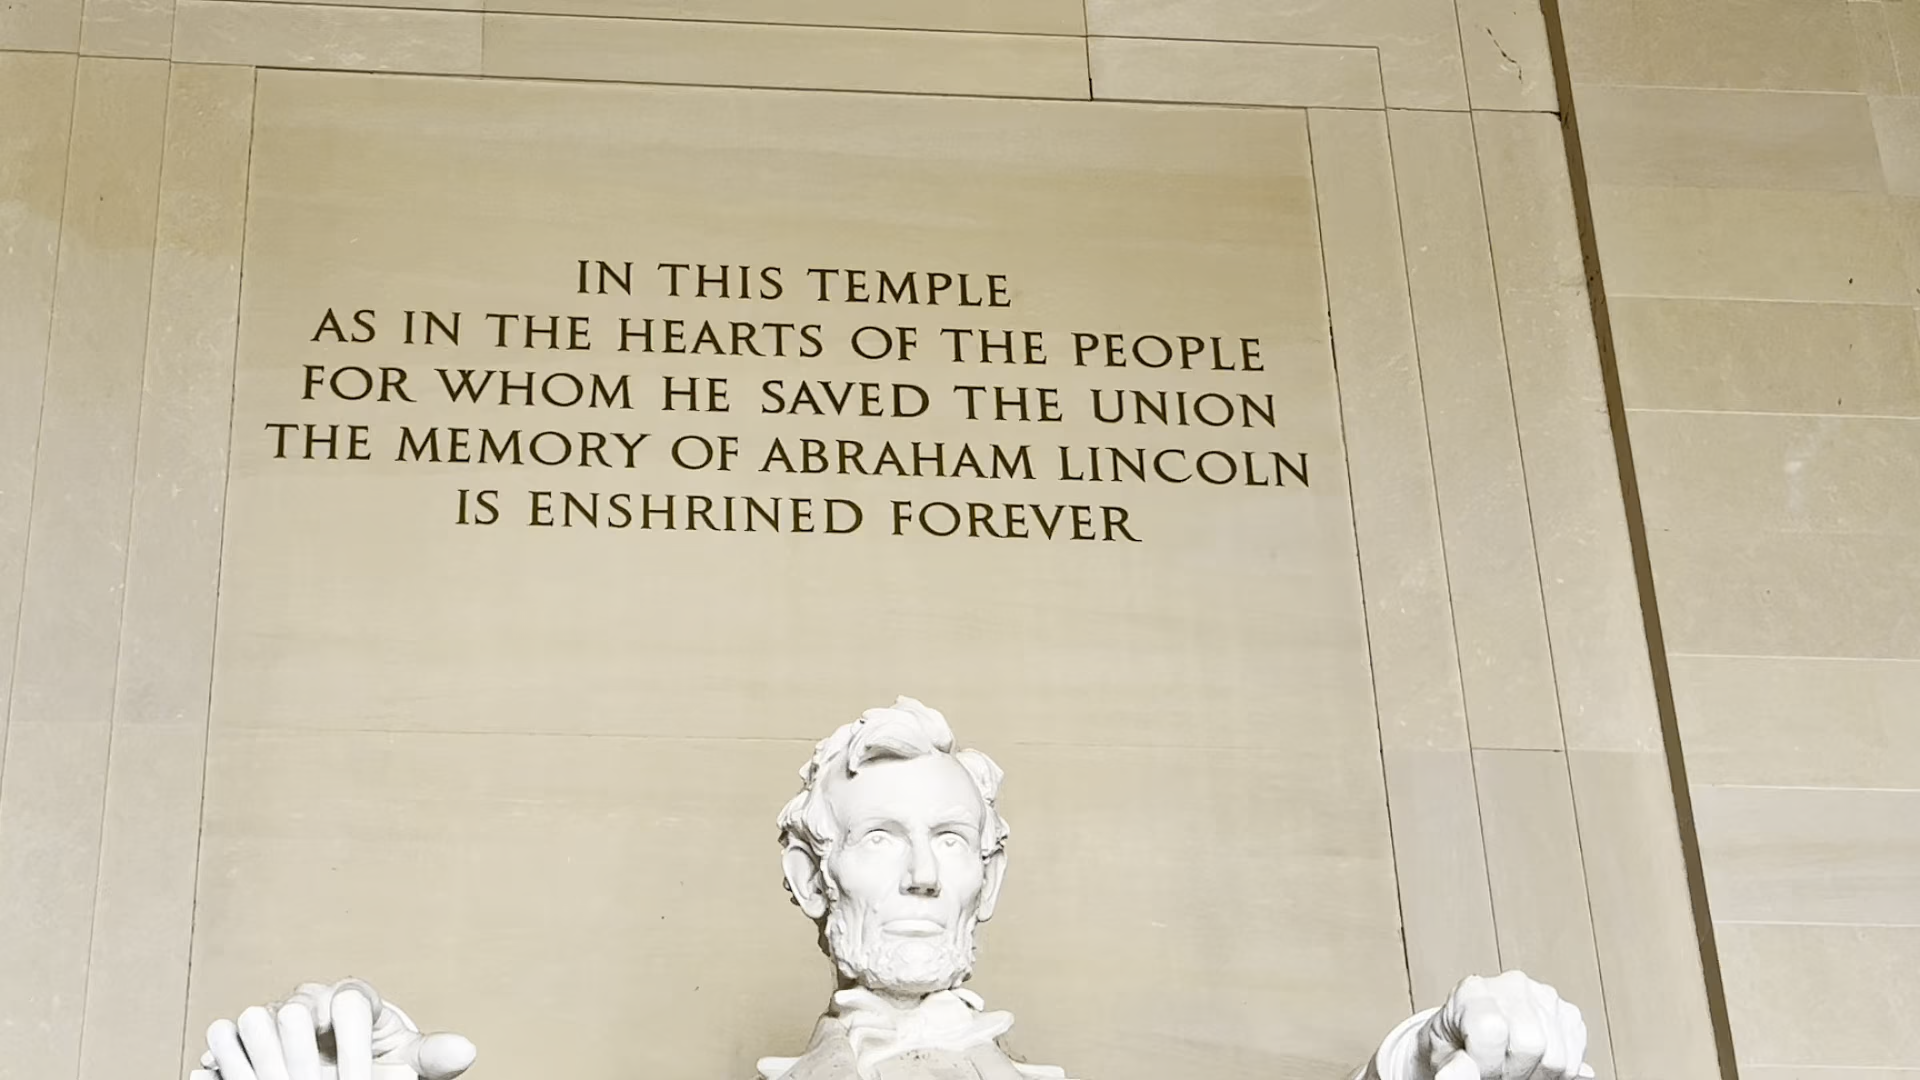 IN THIS TEMPLE
AS IN THE HEARTS OF THE PEOPLE
FOR WHOM HE SAVED THE UNION
THE MEMORY OF ABRAHAM LINCOLN
IS ENSHRINED FOREVER